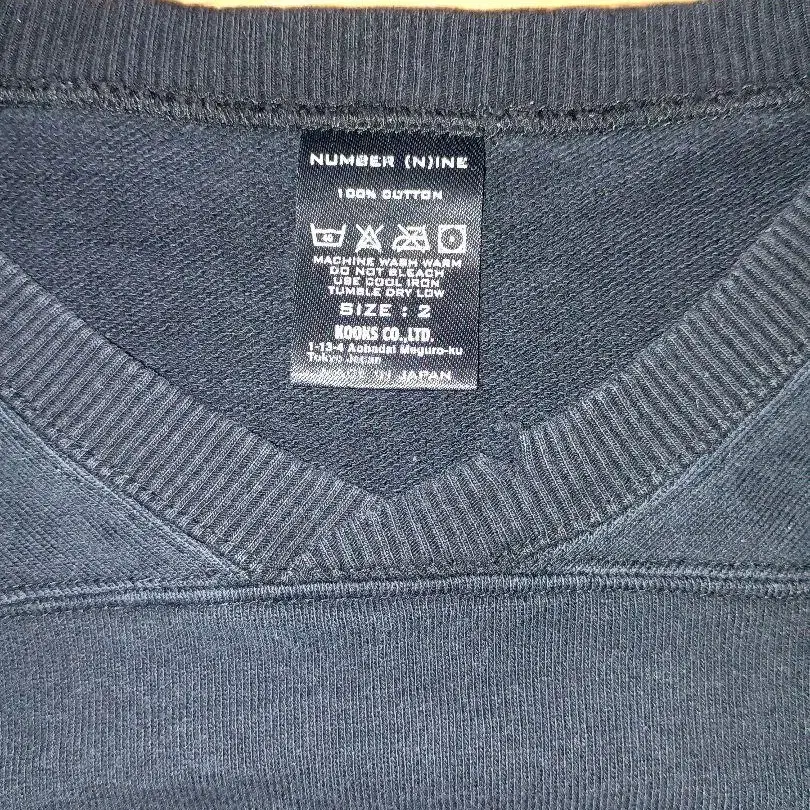 NUMBER (N)INE
100% COTTON
40
MACHINE WASH WARM
DO NOT BLEACH
USE COOL IRON
TUMBLE DRY LOW
SIZE : 2
KOOKS CO.,LTD.
1-13-4 Aobadai Meguro-ku
Tokyo Japan
MADE IN JAPAN